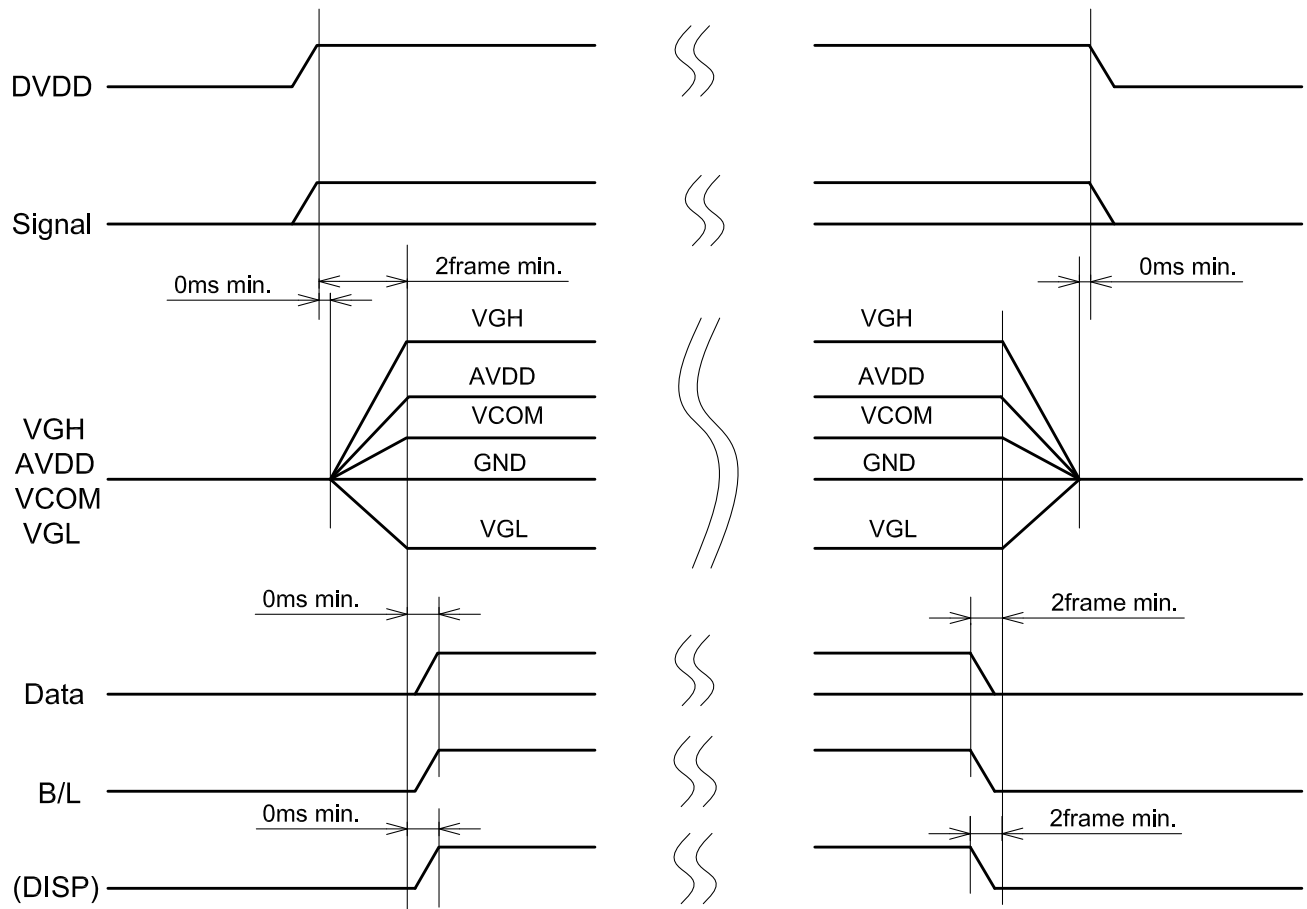 DVDD
Signal
2frame min.
0ms min.
0ms min.
VGH
VGH
AVDD
AVDD
VCOM
VCOM
GND
GND
VGL
VGL
VGH
AVDD
VCOM
VGL
0ms min.
2frame min.
Data
B/L
0ms min.
2frame min.
(DISP)